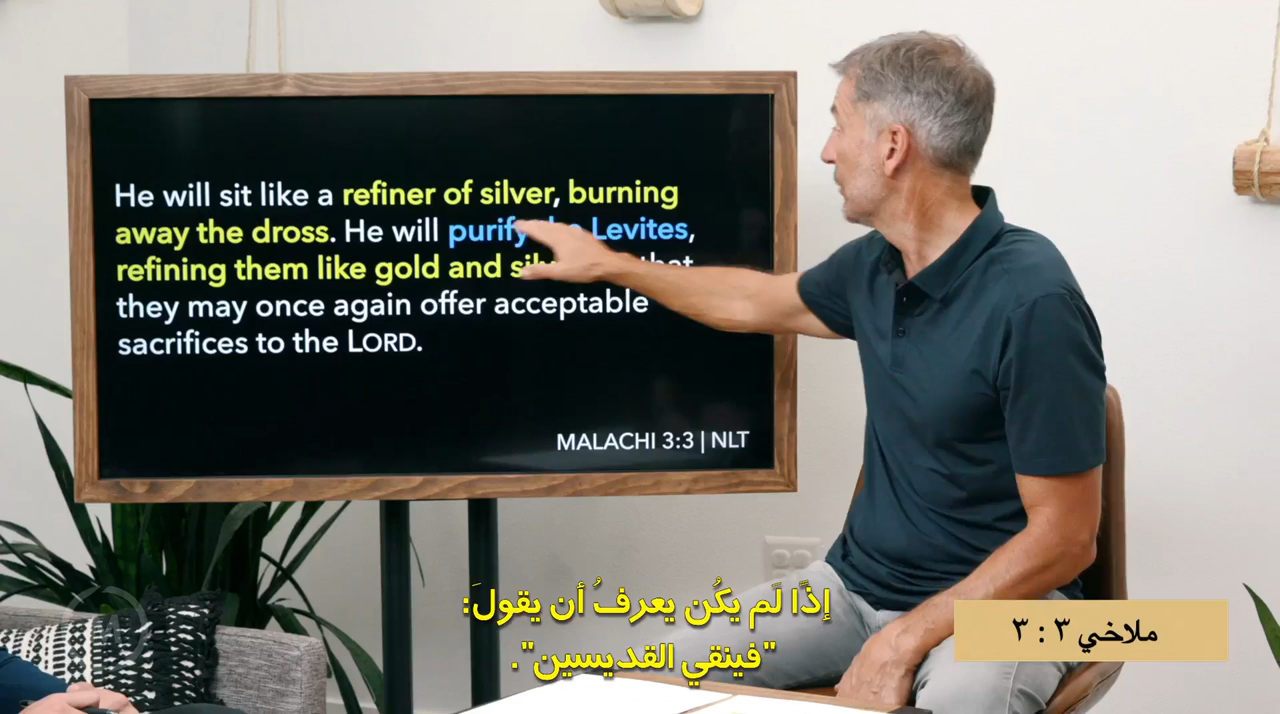 He will sit like a refiner of silver, burning
away the dross. He will purify Levites,
refining them like gold and that
they may once again offer acceptable
sacrifices to the LORD.
MALACHI 3:3 | NLT
إذًا لَم يكُن يعرفُ أن يقولَ:
"فينقي القديسين".
ملاخي ٣ : ٣